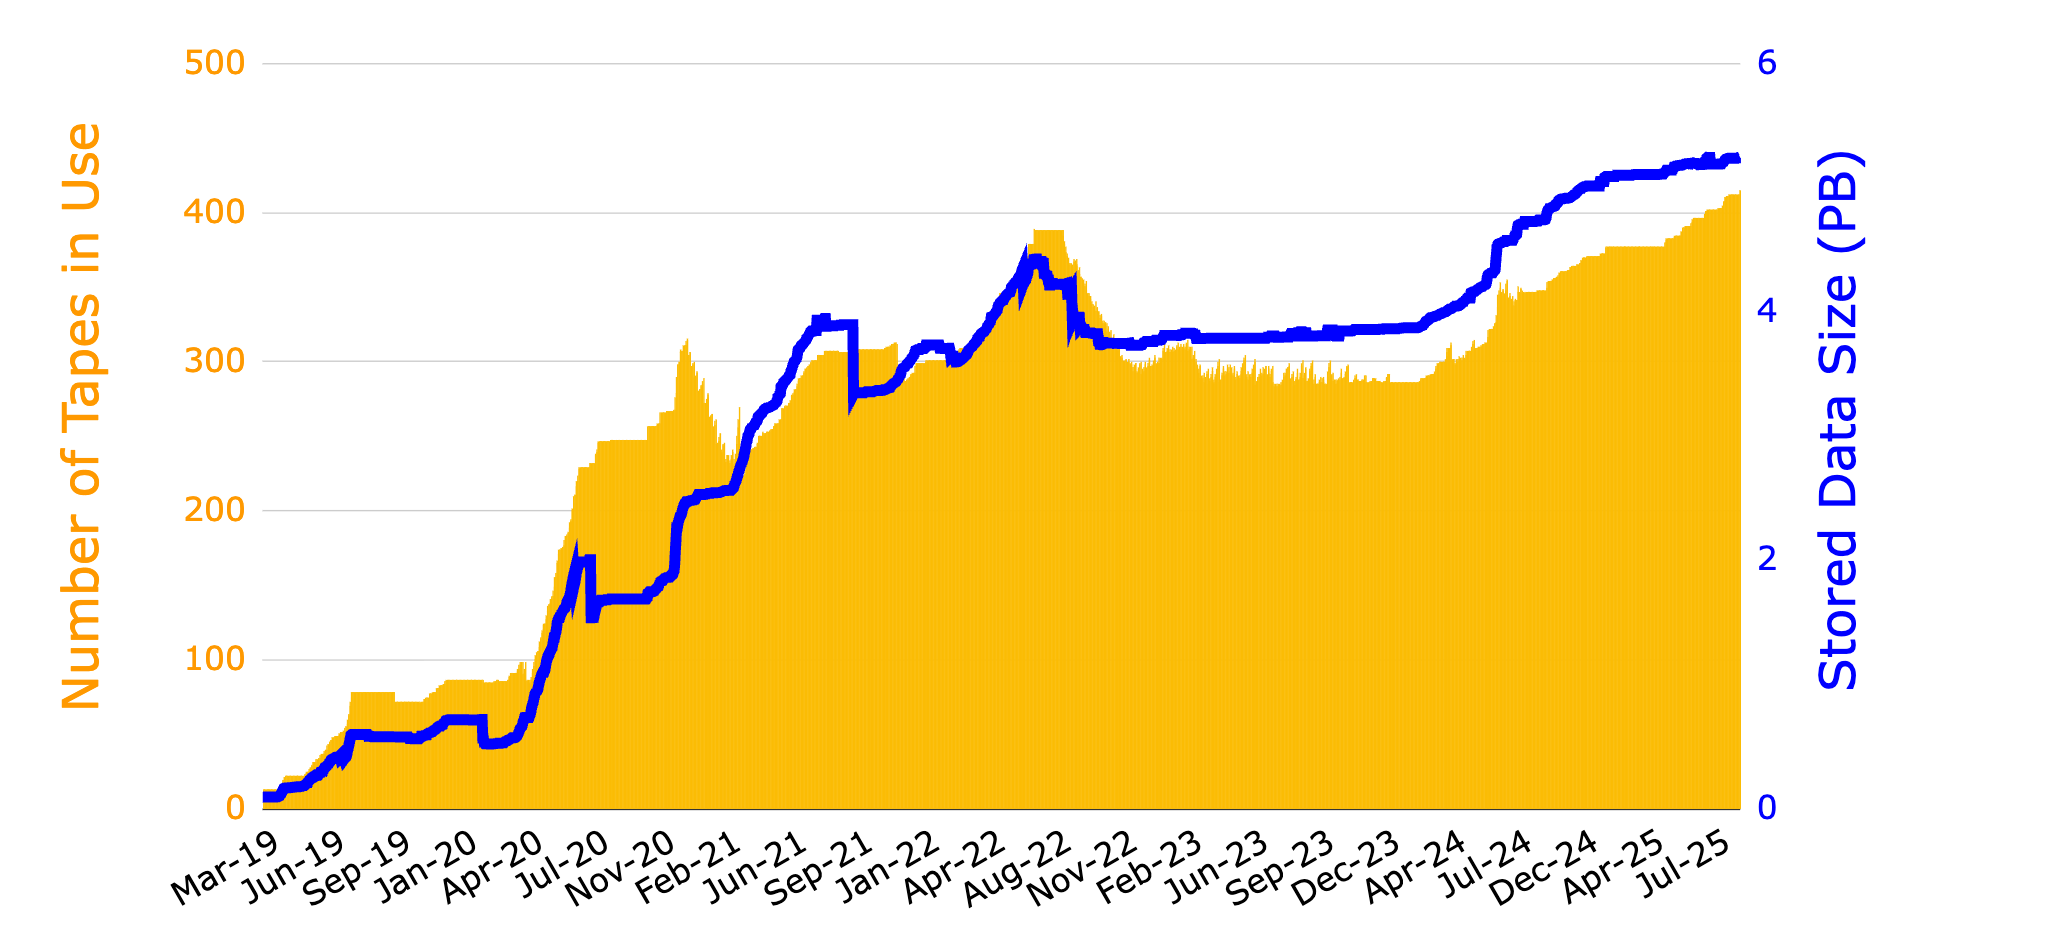 Number of Tapes in Use
500
400
300
200
100
0
6
4
2
0
Stored Data Size (PB)
Mar-19
Jun-19
Sep-19
Jan-20
Apr-20
Jul-20
Nov-20
Feb-21
Jun-21
Sep-21
Jan-22
Apr-22
Aug-22
Nov-22
Feb-23
Jun-23
Sep-23
Dec-23
Apr-24
Jul-24
Dec-24
Apr-25
Jul-25